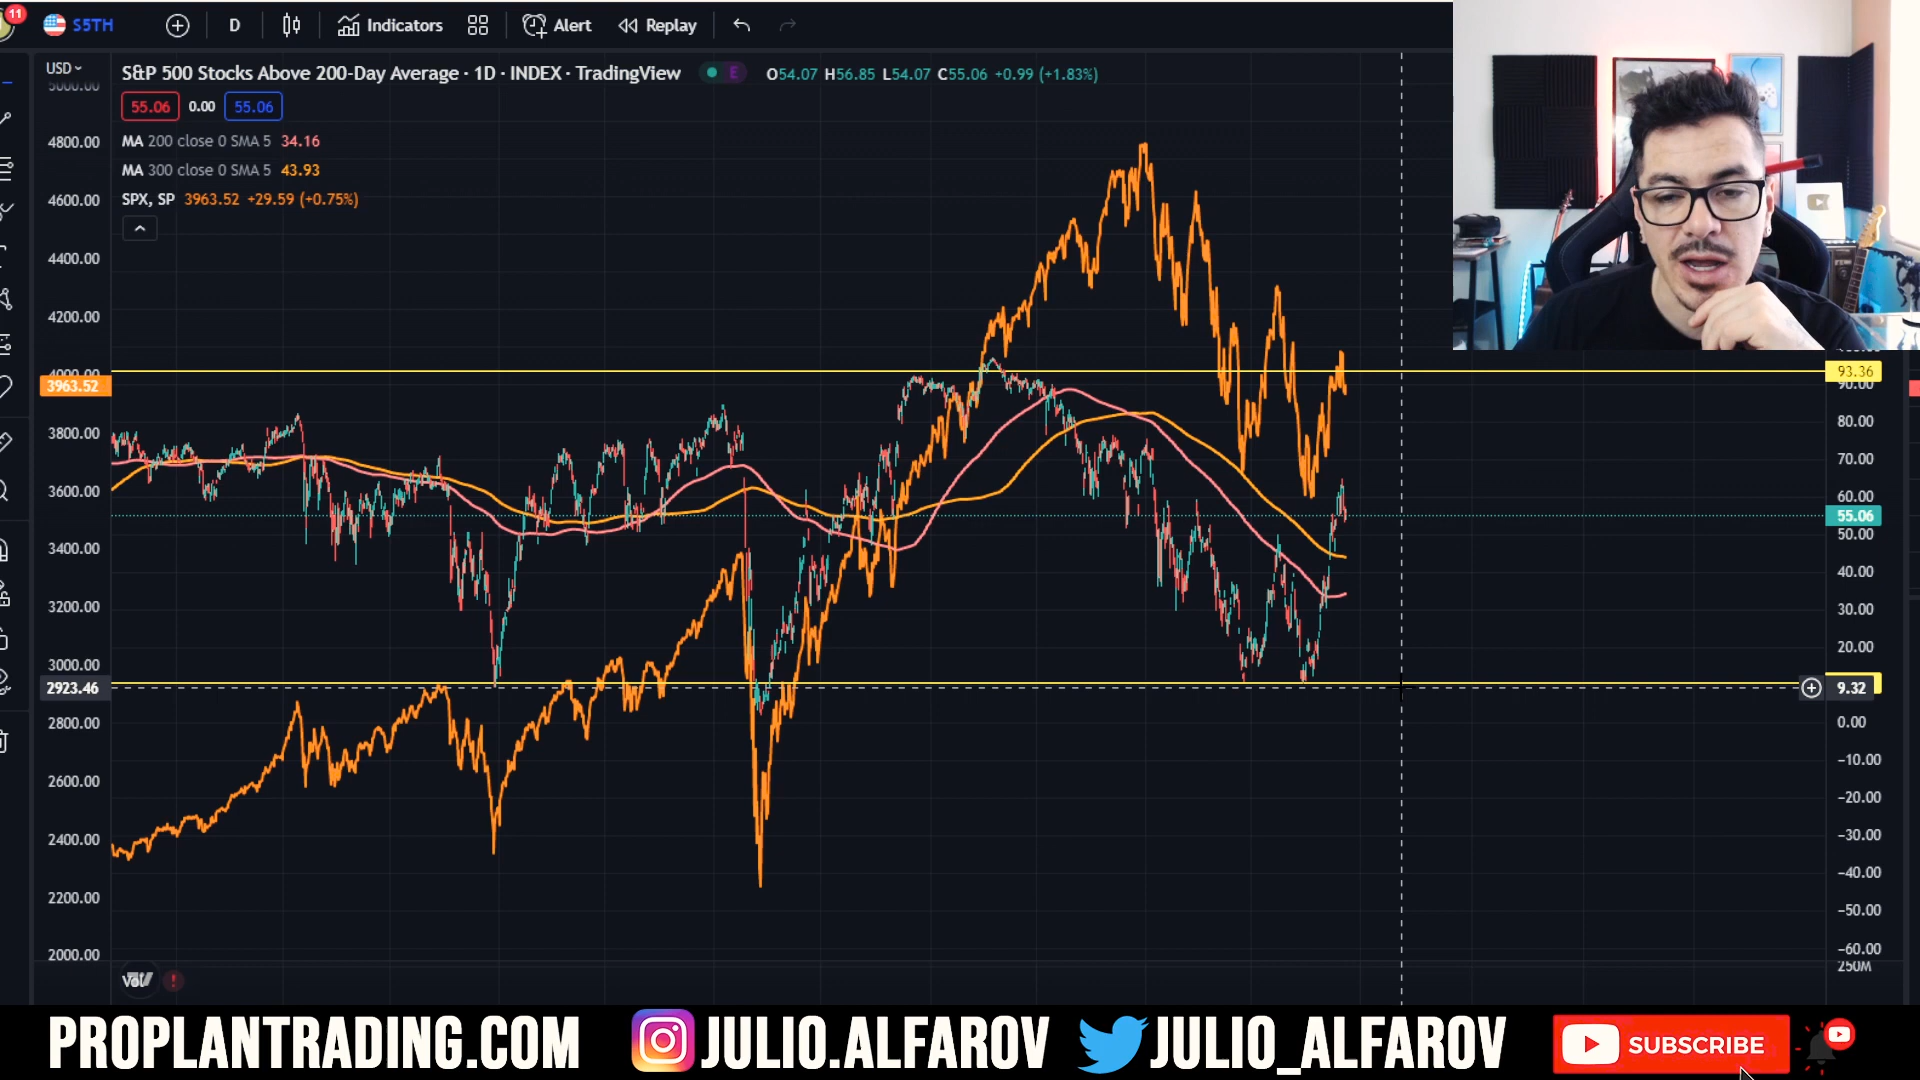 11
S5TH
D
Indicators
Alert
Replay
USD
S&P 500 Stocks Above 200-Day Average · 1D · INDEX · TradingView
E
O54.07 H56.85 L54.07 C55.06 +0.99 (+1.83%)
55.06 0.00 55.06
MA 200 close 0 SMA 5 34.16
MA 300 close 0 SMA 5 43.93
SPX, SP 3963.52 +29.59 (+0.75%)
5000.00
4800.00
4600.00
4400.00
4200.00
4000.00
3963.52
3800.00
3600.00
3400.00
3200.00
3000.00
2923.46
2800.00
2600.00
2400.00
2200.00
2000.00
93.36
90.00
80.00
70.00
60.00
55.06
50.00
40.00
30.00
20.00
9.32
0.00
−10.00
−20.00
−30.00
−40.00
−50.00
−60.00
250M
Vol
PROPLANTRADING.COM
JULIO.ALFAROV
JULIO_ALFAROV
SUBSCRIBE